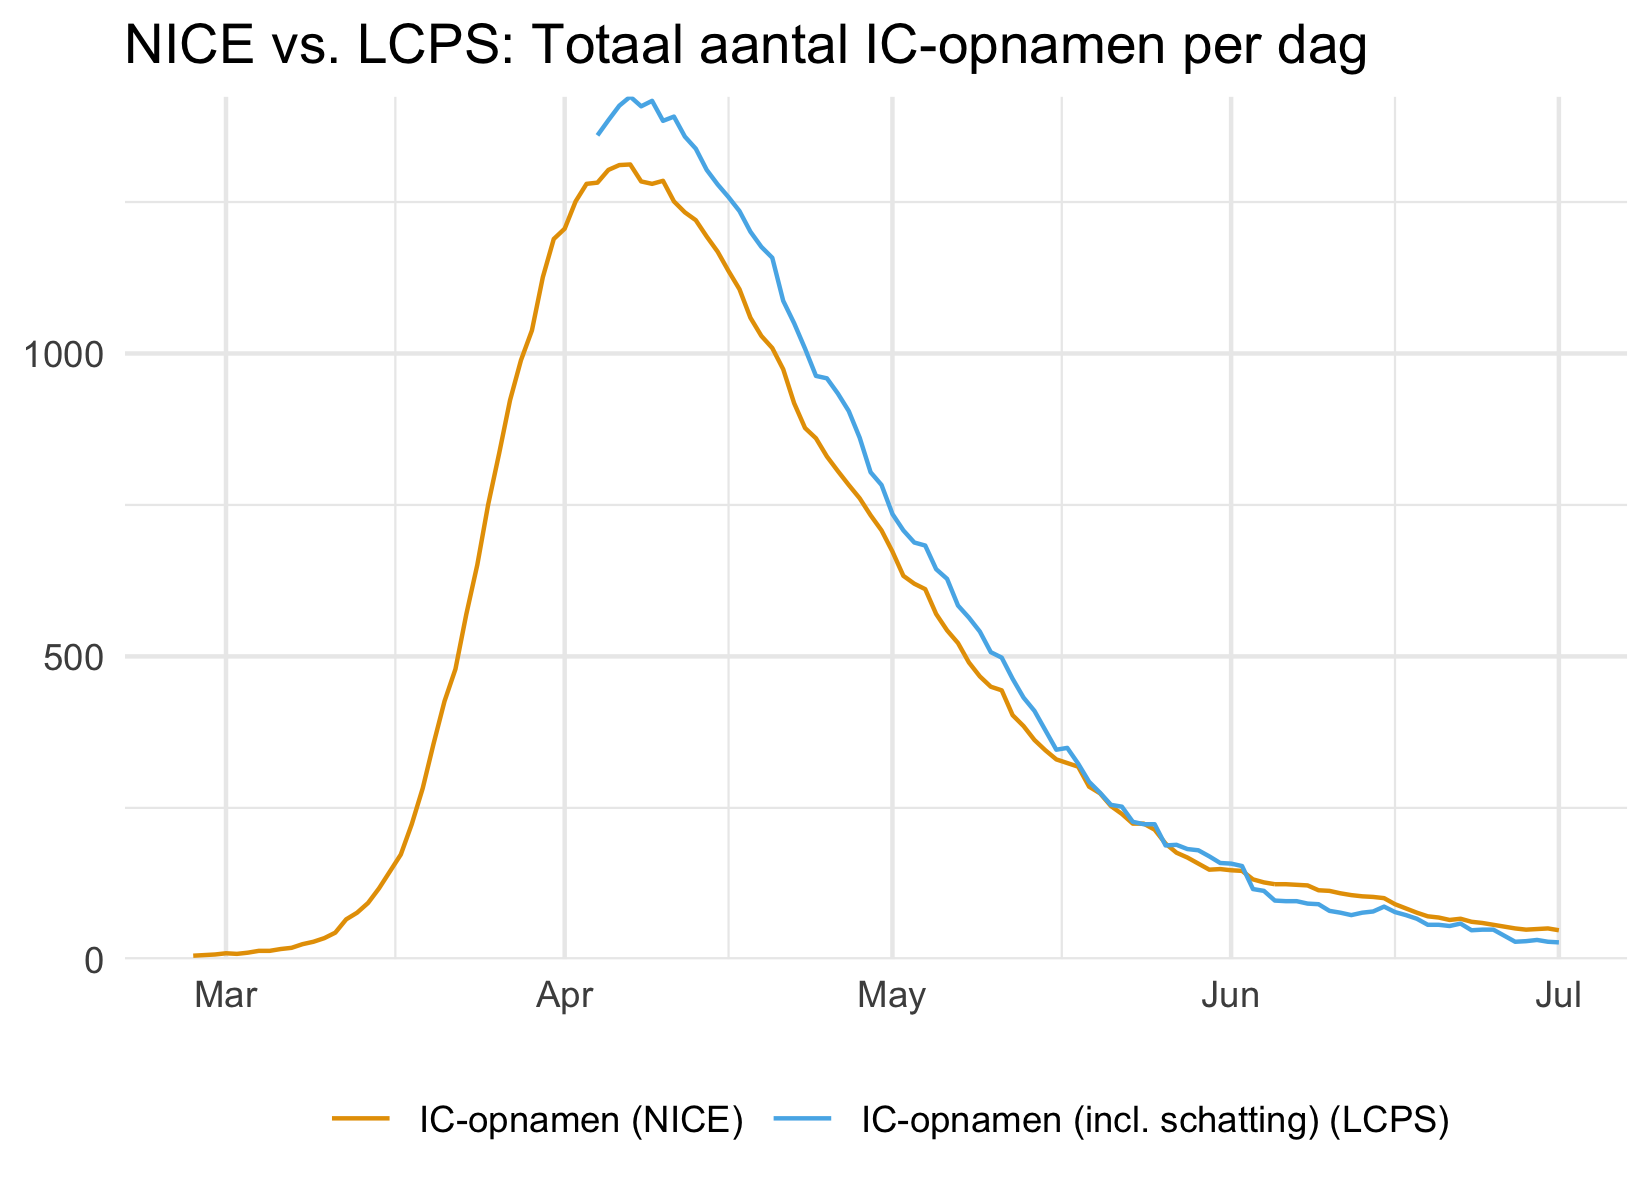 NICE vs. LCPS: Totaal aantal IC-opnamen per dag
1000
500
0
Mar Apr May Jun Jul
IC-opnamen (NICE) IC-opnamen (incl. schatting) (LCPS)